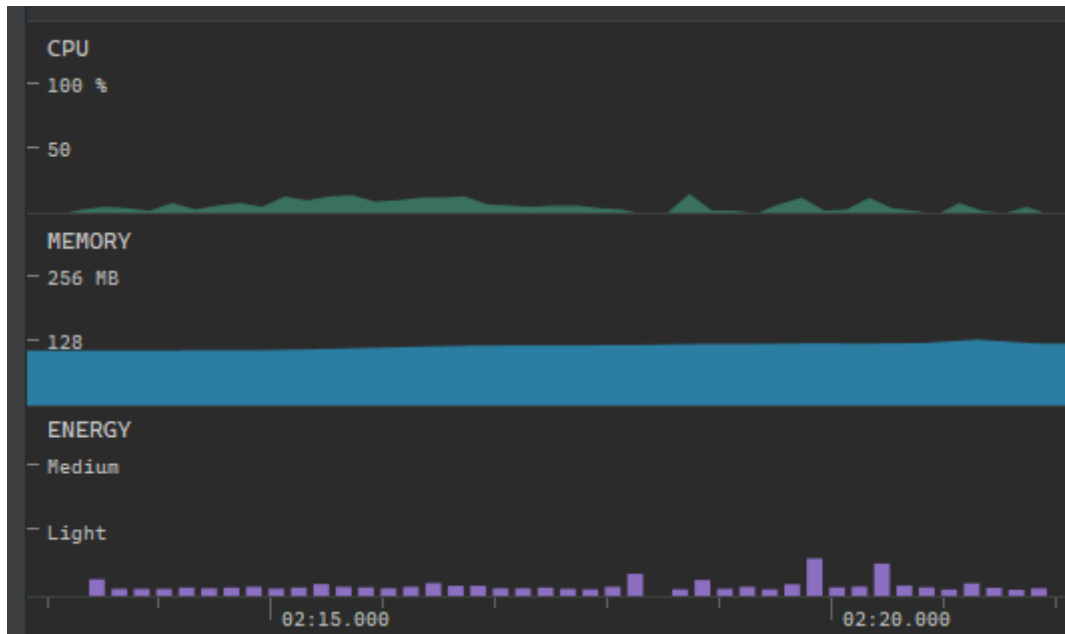 CPU
100 %
50
MEMORY
256 MB
128
ENERGY
Medium
Light
02:15.000 02:20.000